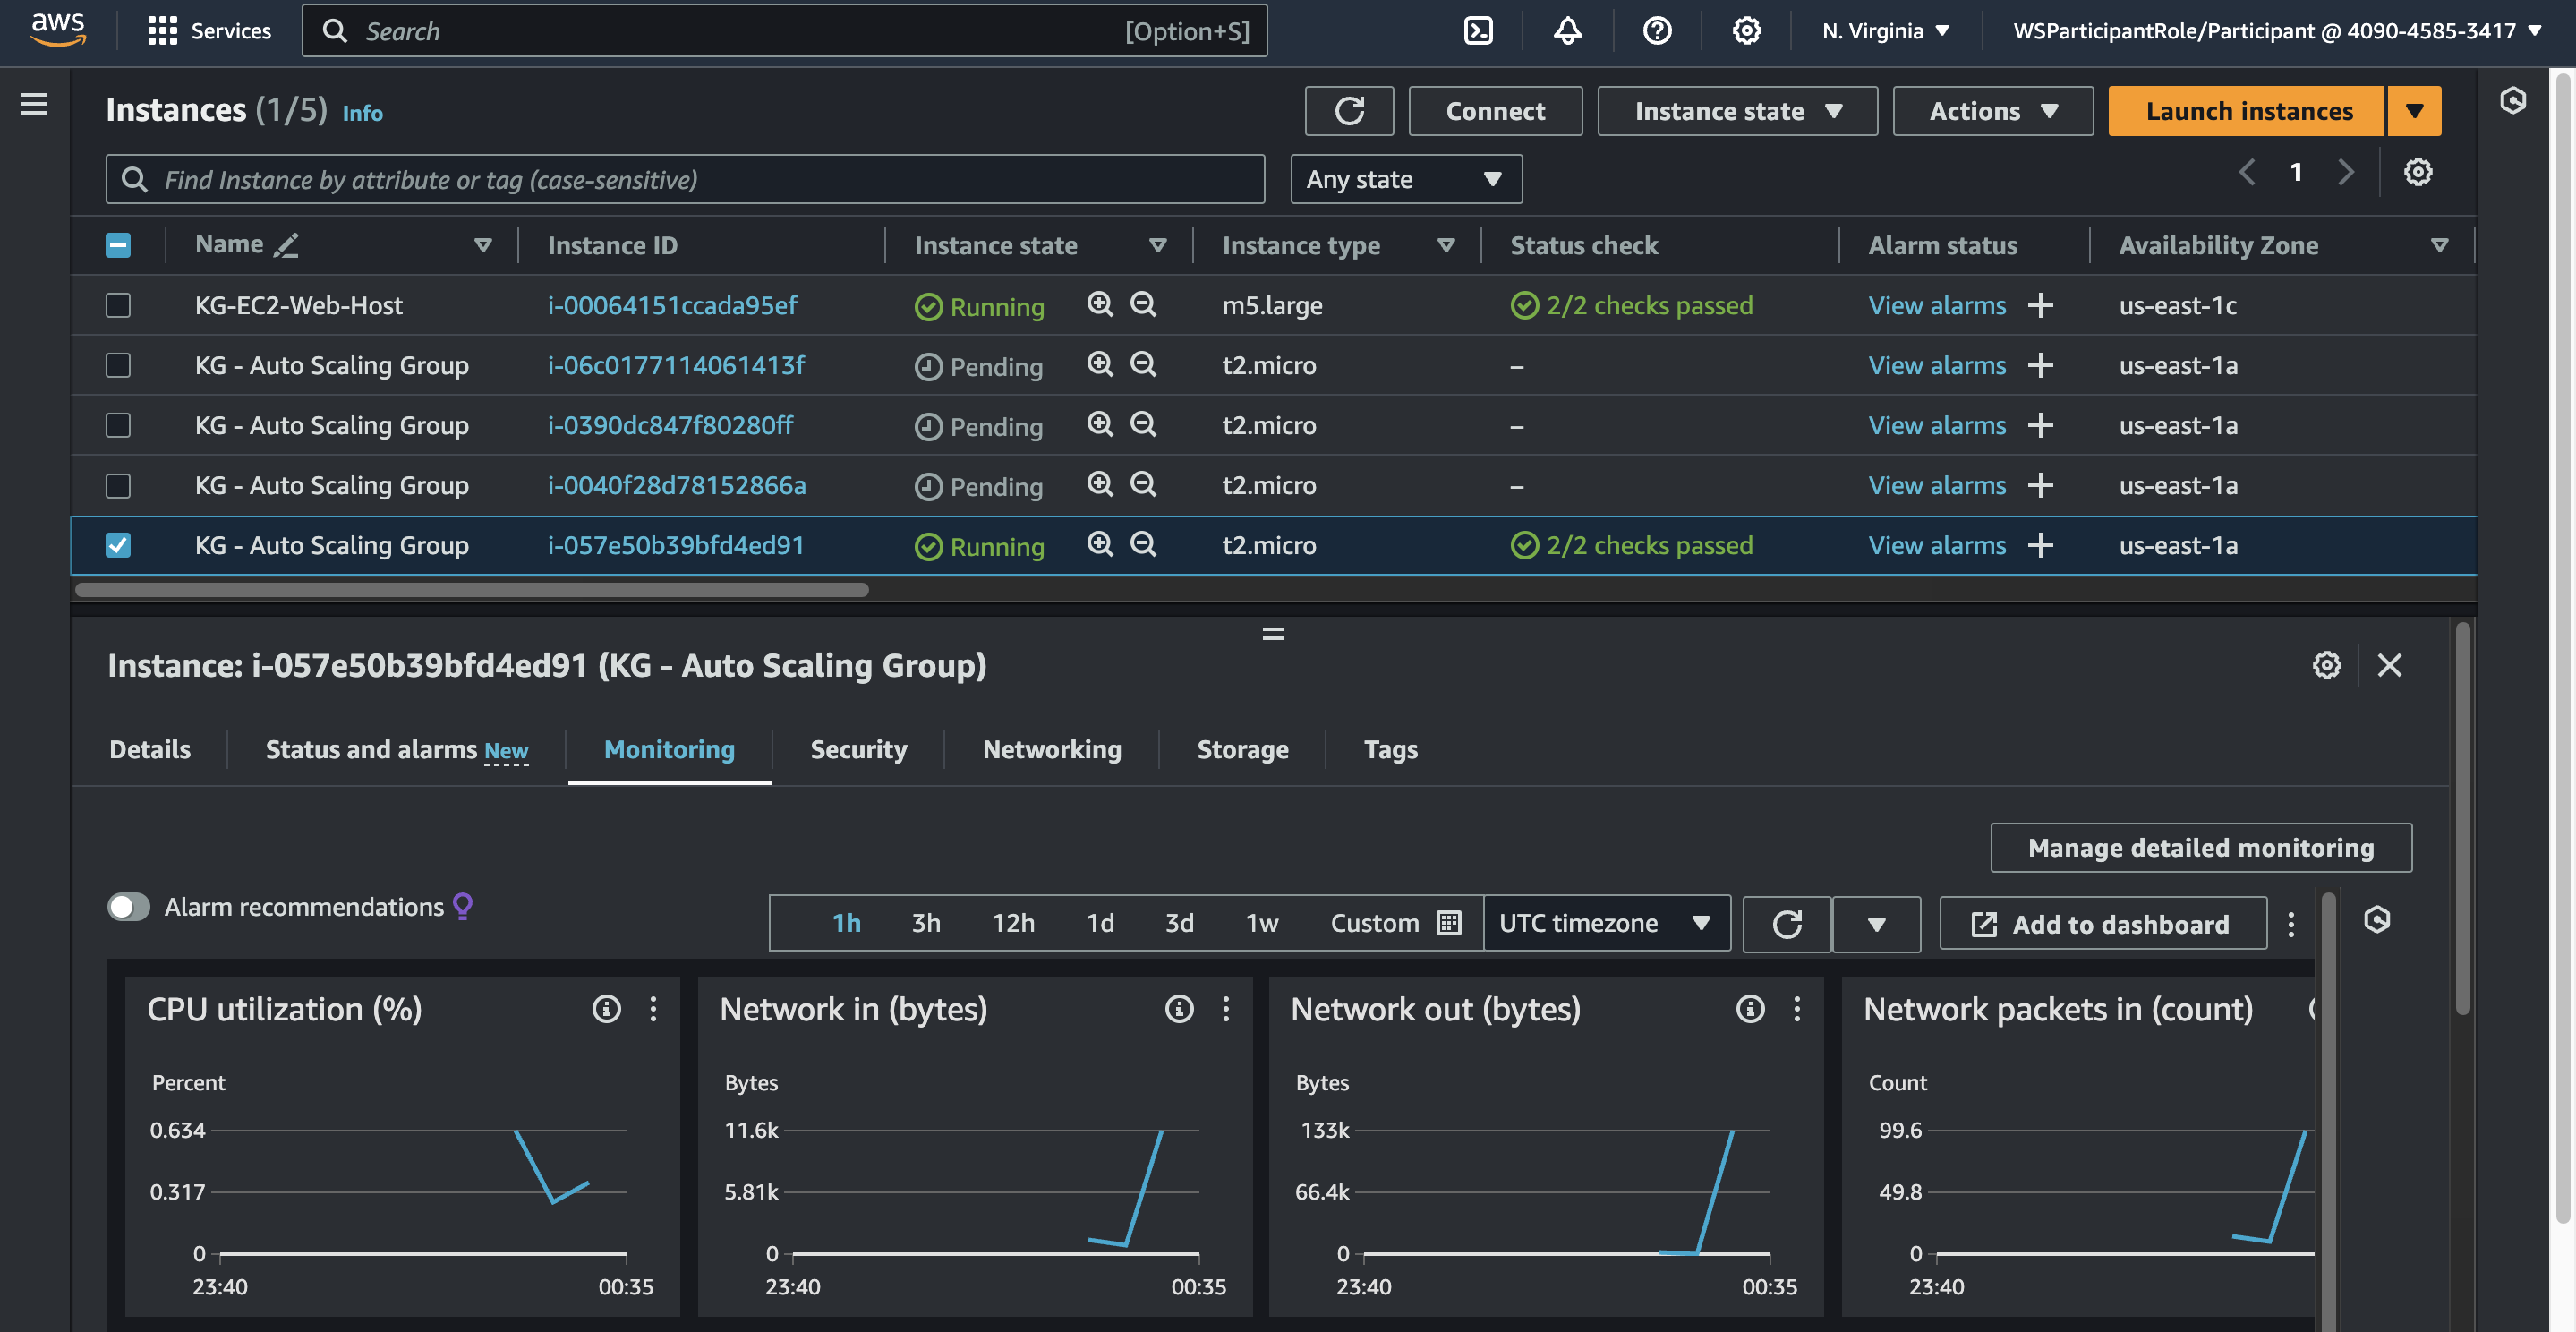 aws Services Search [Option+S] N. Virginia WSParticipantRole/Participant @ 4090-4585-3417
Instances (1/5) Info Connect Instance state Actions Launch instances
Find Instance by attribute or tag (case-sensitive) Any state 1
Name Instance ID Instance state Instance type Status check Alarm status Availability Zone
KG-EC2-Web-Host i-00064151ccada95ef Running m5.large 2/2 checks passed View alarms + us-east-1c
KG - Auto Scaling Group i-06c0177114061413f Pending t2.micro – View alarms + us-east-1a
KG - Auto Scaling Group i-0390dc847f80280ff Pending t2.micro – View alarms + us-east-1a
KG - Auto Scaling Group i-0040f28d78152866a Pending t2.micro – View alarms + us-east-1a
KG - Auto Scaling Group i-057e50b39bfd4ed91 Running t2.micro 2/2 checks passed View alarms + us-east-1a
Instance: i-057e50b39bfd4ed91 (KG - Auto Scaling Group)
Details Status and alarms New Monitoring Security Networking Storage Tags
Manage detailed monitoring
Alarm recommendations 1h 3h 12h 1d 3d 1w Custom UTC timezone Add to dashboard
CPU utilization (%) Network in (bytes) Network out (bytes) Network packets in (count)
Percent Bytes Bytes Count
0.634 11.6k 133k 99.6
0.317 5.81k 66.4k 49.8
0 0 0 0
23:40 00:35 23:40 00:35 23:40 00:35 23:40